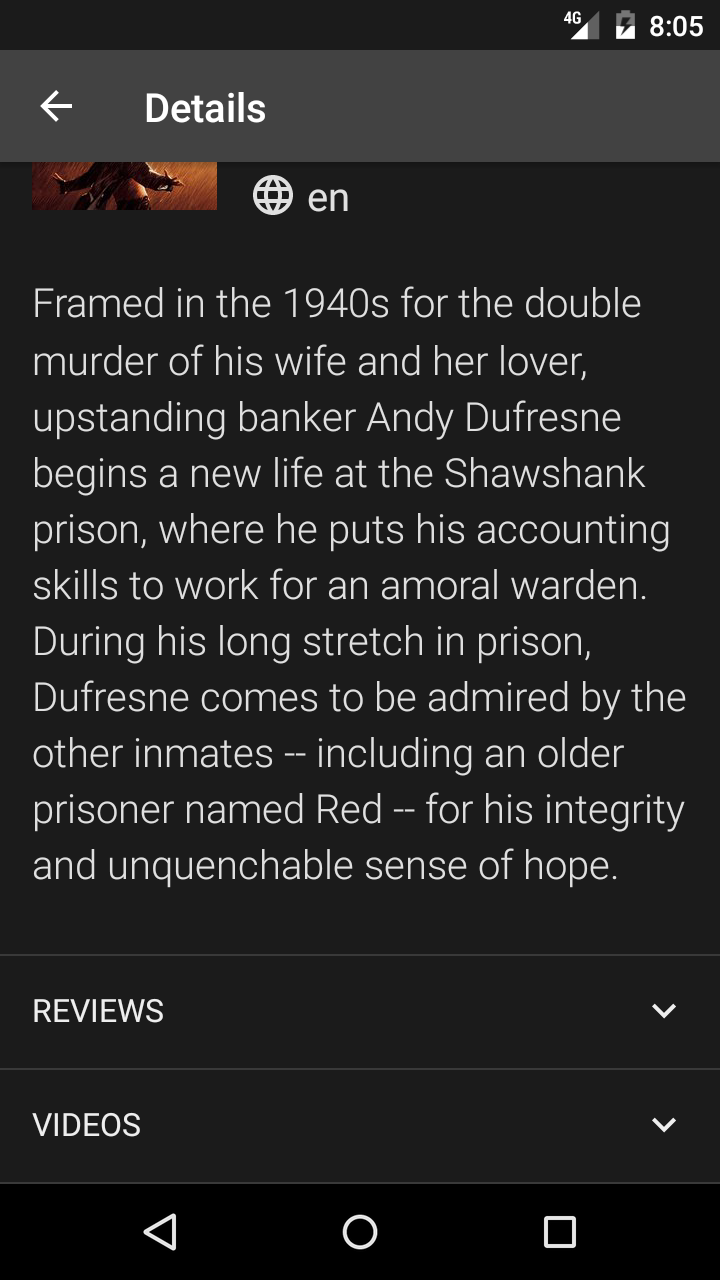 4G 8:05
Details
en
Framed in the 1940s for the double
murder of his wife and her lover,
upstanding banker Andy Dufresne
begins a new life at the Shawshank
prison, where he puts his accounting
skills to work for an amoral warden.
During his long stretch in prison,
Dufresne comes to be admired by the
other inmates -- including an older
prisoner named Red -- for his integrity
and unquenchable sense of hope.
REVIEWS
VIDEOS